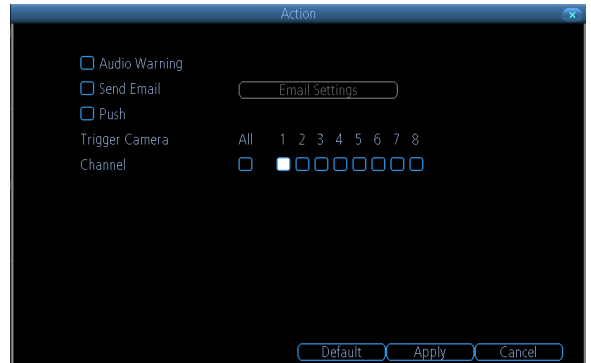 Action
Audio Warning
Send Email Email Settings
Push
Trigger Camera All 1 2 3 4 5 6 7 8
Channel
Default Apply Cancel